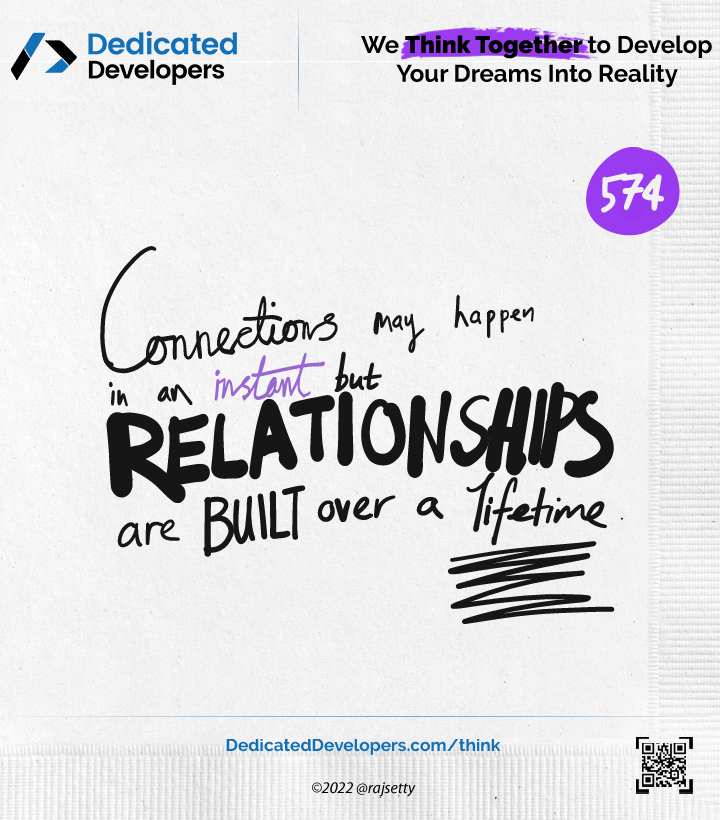 Dedicated
Developers
We Think Together to Develop
Your Dreams Into Reality
574
Connections may happen
in an instant but
RELATIONSHIPS
are BUILT over a lifetime
DedicatedDevelopers.com/think
©2022 @rajsetty